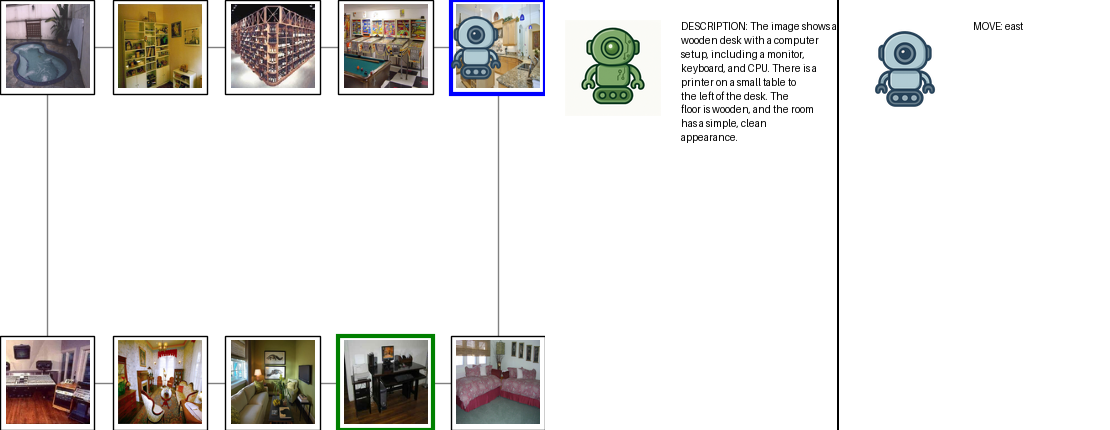 DESCRIPTION: The image shows a
wooden desk with a computer
setup, including a monitor,
keyboard, and CPU. There is a
printer on a small table to
the left of the desk. The
floor is wooden, and the room
has a simple, clean
appearance.
MOVE: east